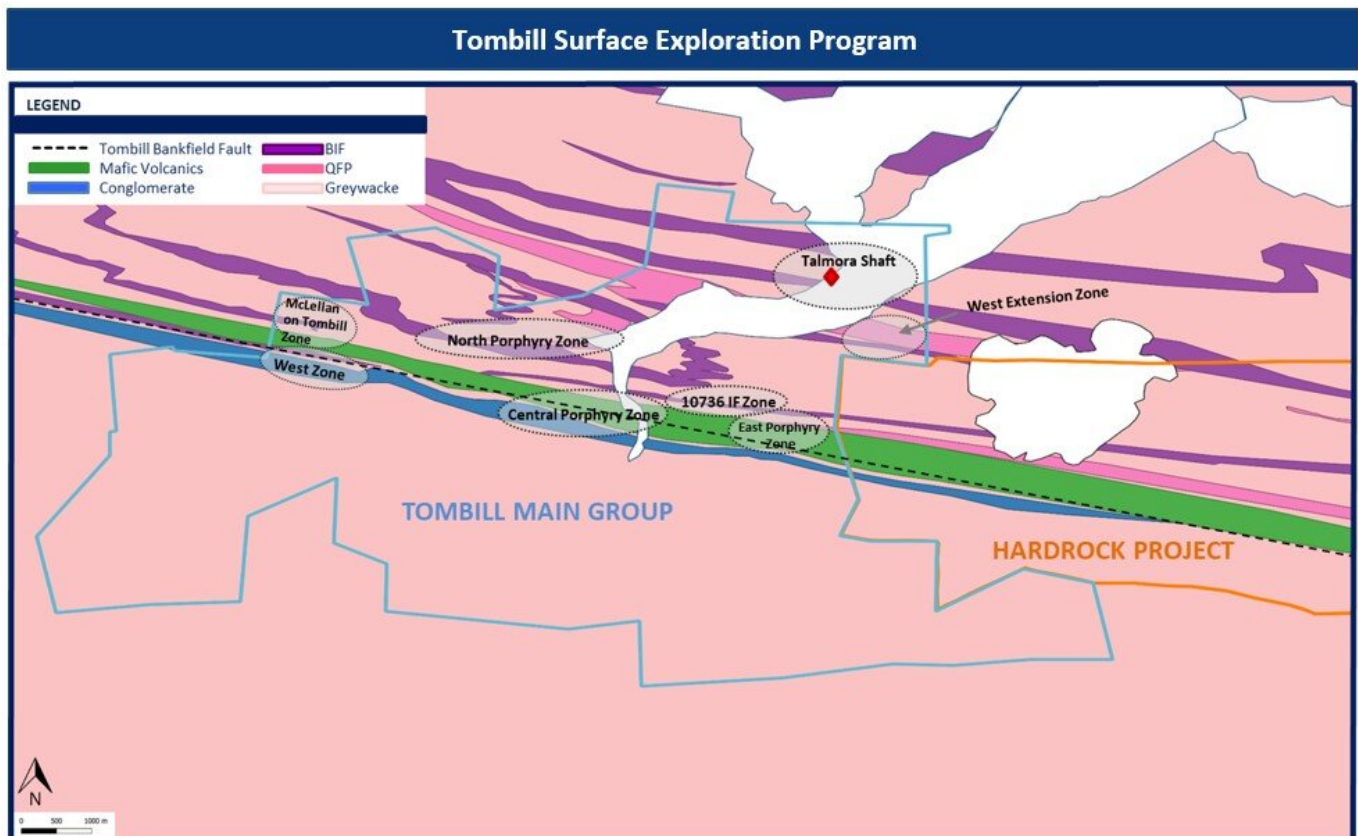 Tombill Surface Exploration Program
LEGEND
Tombill Bankfield Fault
Mafic Volcanics
Conglomerate
BIF
QFP
Greywacke
Talmora Shaft
West Extension Zone
McLellan
on Tombill
Zone
North Porphyry Zone
West Zone
10736 IF Zone
Central Porphyry Zone
East Porphyry
Zone
TOMBILL MAIN GROUP
HARDROCK PROJECT
N
0 500 1000 m